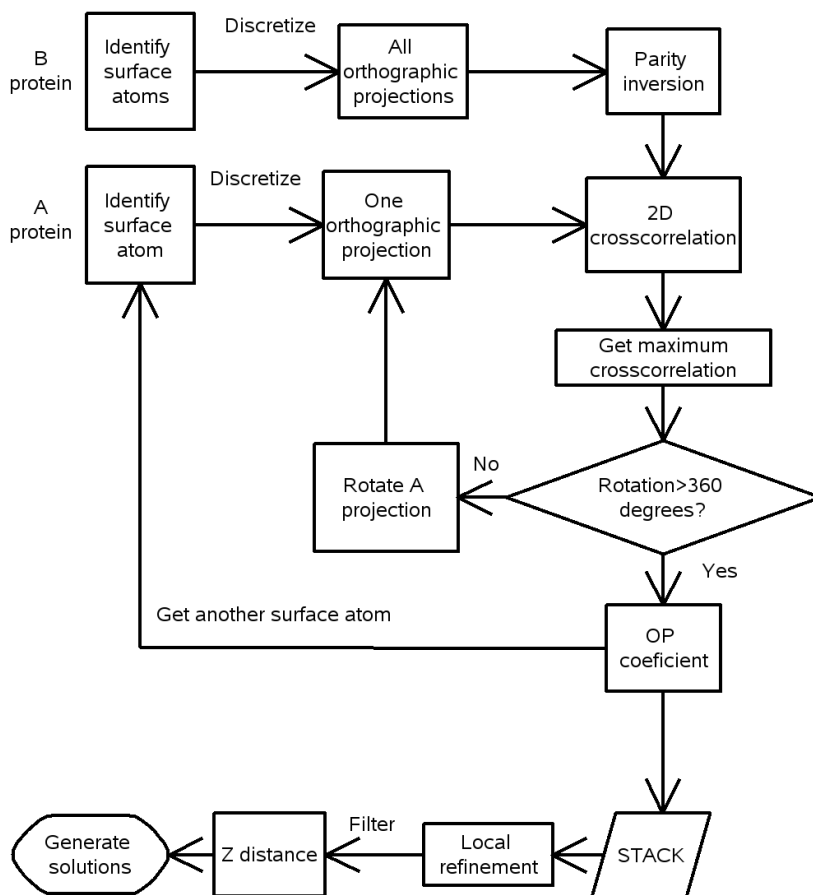 B
protein
Identify
surface
atoms
Discretize
All
orthographic
projections
Parity
inversion
A
protein
Identify
surface
atom
Discretize
One
orthographic
projection
2D
crosscorrelation
Get maximum
crosscorrelation
Rotate A
projection
No
Rotation>360
degrees?
Yes
Get another surface atom
OP
coeficient
Generate
solutions
Z distance
Filter
Local
refinement
STACK